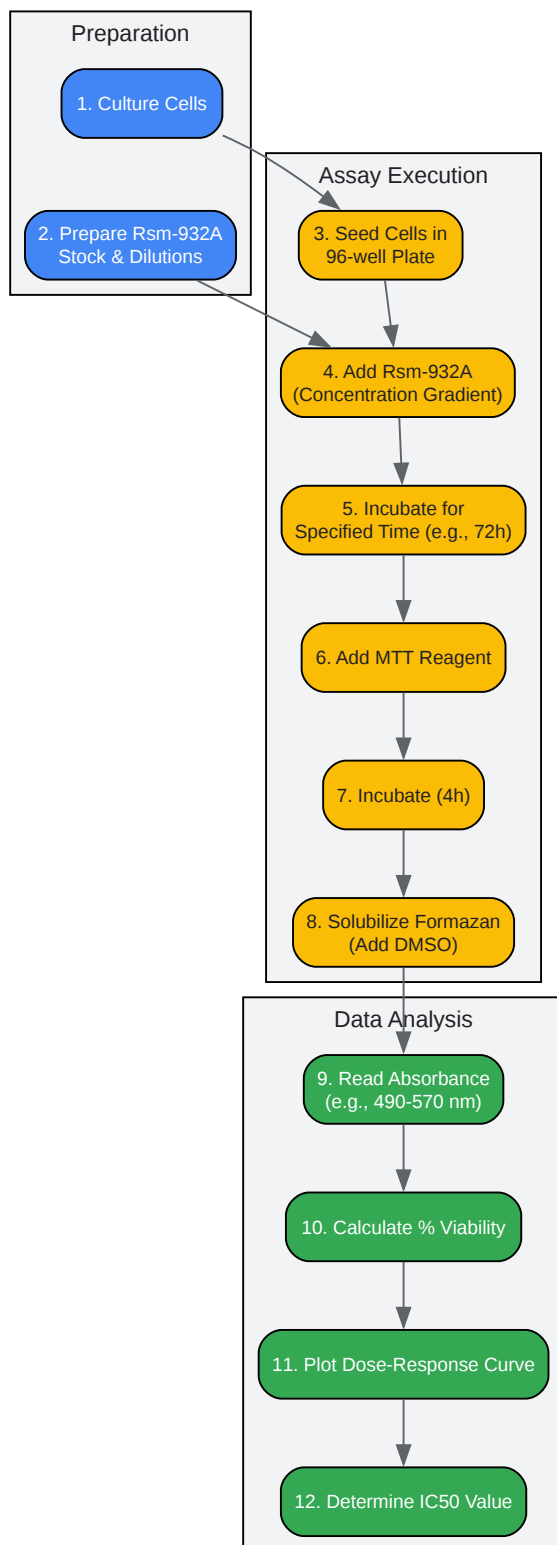 Preparation
1. Culture Cells
2. Prepare Rsm-932A
Stock & Dilutions
Assay Execution
3. Seed Cells in
96-well Plate
4. Add Rsm-932A
(Concentration Gradient)
5. Incubate for
Specified Time (e.g., 72h)
6. Add MTT Reagent
7. Incubate (4h)
8. Solubilize Formazan
(Add DMSO)
Data Analysis
9. Read Absorbance
(e.g., 490-570 nm)
10. Calculate % Viability
11. Plot Dose-Response Curve
12. Determine IC50 Value